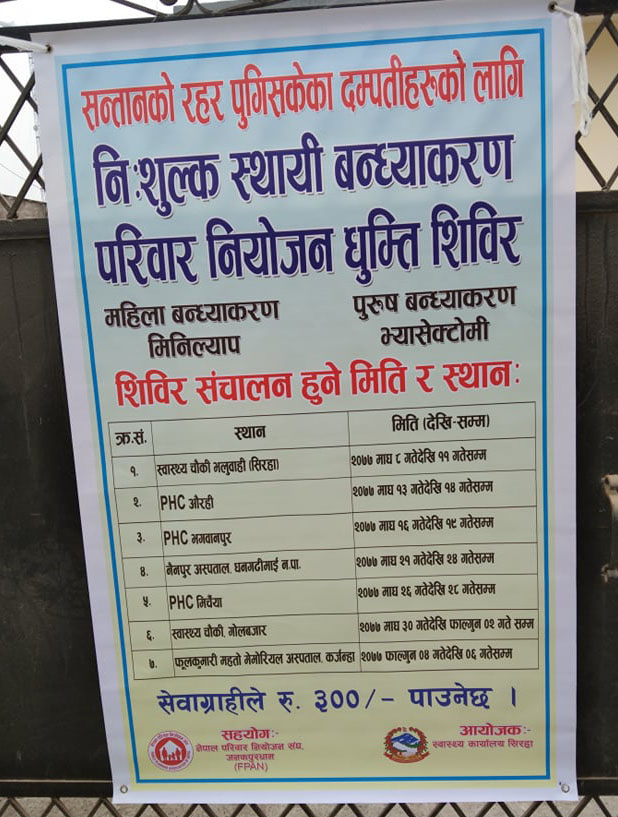 सन्तानको रहर पुगिसकेका दम्पतीहरुको लागि
नि:शुल्क स्थायी बन्ध्याकरण
परिवार नियोजन घुम्ति शिविर
महिला बन्ध्याकरण
मिनिल्याप
पुरुष बन्ध्याकरण
भ्यासेक्टोमी
शिविर संचालन हुने मिति र स्थान:
क्र.सं. स्थान मिति (देखि-सम्म)
१. स्वास्थ्य चौकी भलुवाही (सिरहा) २०७७ माघ ८ गतेदेखि ११ गतेसम्म
२. PHC औरही २०७७ माघ १३ गतेदेखि १४ गतेसम्म
३. PHC भगवानपुर २०७७ माघ १६ गतेदेखि १९ गतेसम्म
४. नैनपुर अस्पताल, धनगढीमाई न.पा. २०७७ माघ २१ गतेदेखि २४ गतेसम्म
५. PHC मिर्चैया २०७७ माघ २६ गतेदेखि २८ गतेसम्म
६. स्वास्थ्य चौकी, गोलबजार २०७७ माघ ३० गतेदेखि फाल्गुन ०२ गते सम्म
७. फूलकुमारी महतो मेमोरियल अस्पताल, कर्जन्हा २०७७ फाल्गुन ०४ गतेदेखि ०६ गतेसम्म
सेवाग्राहीले रु. ३००/- पाउनेछ ।
सहयोग:-
नेपाल परिवार नियोजन संघ,
जनकपुरधाम
(FPAN)
आयोजक:-
स्वास्थ्य कार्यालय सिरहा